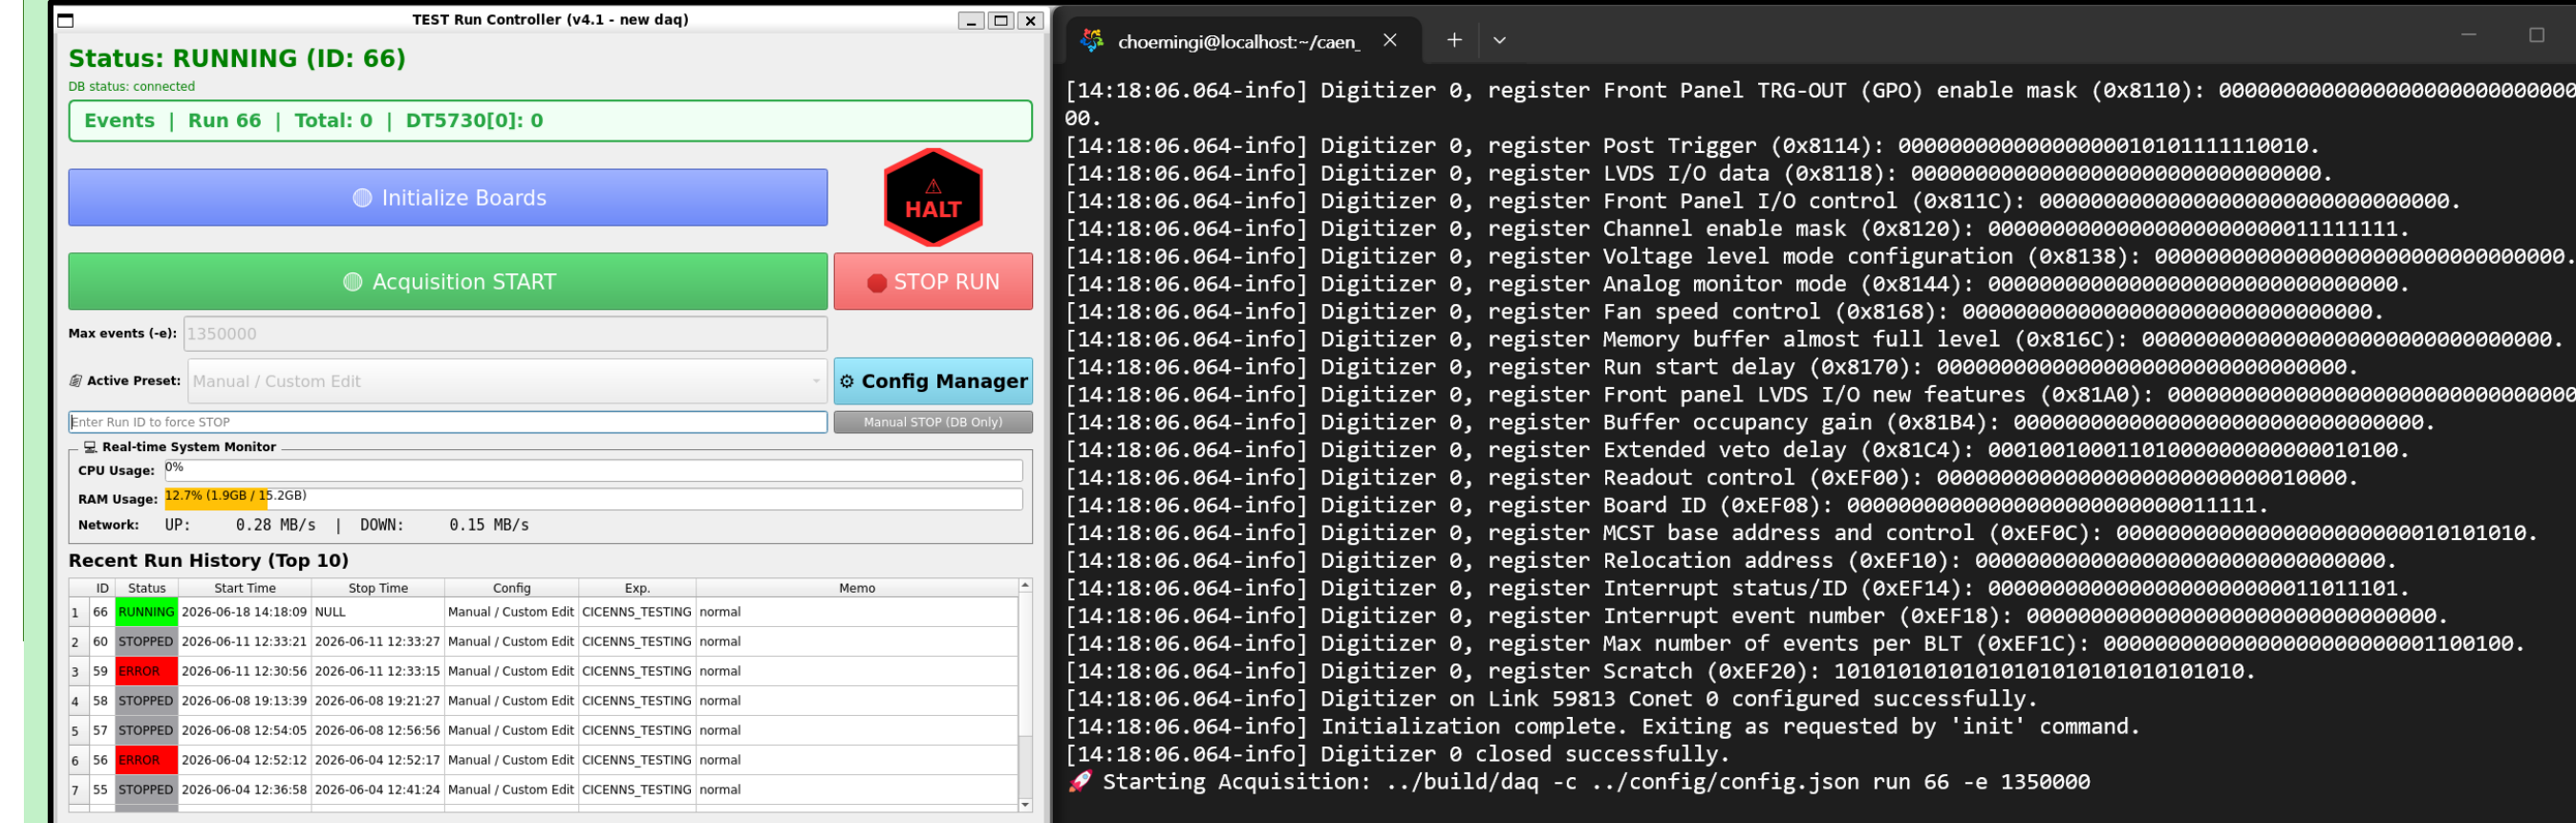 TEST Run Controller (v4.1 - new daq)
Status: RUNNING (ID: 66)
DB status: connected
Events | Run 66 | Total: 0 | DT5730[0]: 0
Initialize Boards
HALT
Acquisition START
STOP RUN
Max events (-e): 1350000
Active Preset: Manual / Custom Edit
Config Manager
Enter Run ID to force STOP
Manual STOP (DB Only)
Real-time System Monitor
CPU Usage: 0%
RAM Usage: 12.7% (1.9GB / 15.2GB)
Network: UP: 0.28 MB/s | DOWN: 0.15 MB/s
Recent Run History (Top 10)
ID Status Start Time Stop Time Config Exp. Memo
1 66 RUNNING 2026-06-18 14:18:09 NULL Manual / Custom Edit CICENNS_TESTING normal
2 60 STOPPED 2026-06-11 12:33:21 2026-06-11 12:33:27 Manual / Custom Edit CICENNS_TESTING normal
3 59 ERROR 2026-06-11 12:30:56 2026-06-11 12:33:15 Manual / Custom Edit CICENNS_TESTING normal
4 58 STOPPED 2026-06-08 19:13:39 2026-06-08 19:21:27 Manual / Custom Edit CICENNS_TESTING normal
5 57 STOPPED 2026-06-08 12:54:05 2026-06-08 12:56:56 Manual / Custom Edit CICENNS_TESTING normal
6 56 ERROR 2026-06-04 12:52:12 2026-06-04 12:52:17 Manual / Custom Edit CICENNS_TESTING normal
7 55 STOPPED 2026-06-04 12:36:58 2026-06-04 12:41:24 Manual / Custom Edit CICENNS_TESTING normal
choemingi@localhost:~/caen_
[14:18:06.064-info] Digitizer 0, register Front Panel TRG-OUT (GPO) enable mask (0x8110): 000000000000000000000000000000
00.
[14:18:06.064-info] Digitizer 0, register Post Trigger (0x8114): 00000000000000000010101111110010.
[14:18:06.064-info] Digitizer 0, register LVDS I/O data (0x8118): 00000000000000000000000000000000.
[14:18:06.064-info] Digitizer 0, register Front Panel I/O control (0x811C): 00000000000000000000000000000000.
[14:18:06.064-info] Digitizer 0, register Channel enable mask (0x8120): 00000000000000000000000011111111.
[14:18:06.064-info] Digitizer 0, register Voltage level mode configuration (0x8138): 00000000000000000000000000000000.
[14:18:06.064-info] Digitizer 0, register Analog monitor mode (0x8144): 00000000000000000000000000000000.
[14:18:06.064-info] Digitizer 0, register Fan speed control (0x8168): 00000000000000000000000000000000.
[14:18:06.064-info] Digitizer 0, register Memory buffer almost full level (0x816C): 00000000000000000000000000000000.
[14:18:06.064-info] Digitizer 0, register Run start delay (0x8170): 00000000000000000000000000000000.
[14:18:06.064-info] Digitizer 0, register Front panel LVDS I/O new features (0x81A0): 00000000000000000000000000000000
[14:18:06.064-info] Digitizer 0, register Buffer occupancy gain (0x81B4): 00000000000000000000000000000000.
[14:18:06.064-info] Digitizer 0, register Extended veto delay (0x81C4): 00010010001101000000000000010100.
[14:18:06.064-info] Digitizer 0, register Readout control (0xEF00): 00000000000000000000000000010000.
[14:18:06.064-info] Digitizer 0, register Board ID (0xEF08): 00000000000000000000000000011111.
[14:18:06.064-info] Digitizer 0, register MCST base address and control (0xEF0C): 00000000000000000000000010101010.
[14:18:06.064-info] Digitizer 0, register Relocation address (0xEF10): 00000000000000000000000000000000.
[14:18:06.064-info] Digitizer 0, register Interrupt status/ID (0xEF14): 00000000000000000000000011011101.
[14:18:06.064-info] Digitizer 0, register Interrupt event number (0xEF18): 00000000000000000000000000000000.
[14:18:06.064-info] Digitizer 0, register Max number of events per BLT (0xEF1C): 00000000000000000000000001100100.
[14:18:06.064-info] Digitizer 0, register Scratch (0xEF20): 10101010101010101010101010101010.
[14:18:06.064-info] Digitizer on Link 59813 Conet 0 configured successfully.
[14:18:06.064-info] Initialization complete. Exiting as requested by 'init' command.
[14:18:06.064-info] Digitizer 0 closed successfully.
🚀 Starting Acquisition: ../build/daq -c ../config/config.json run 66 -e 1350000